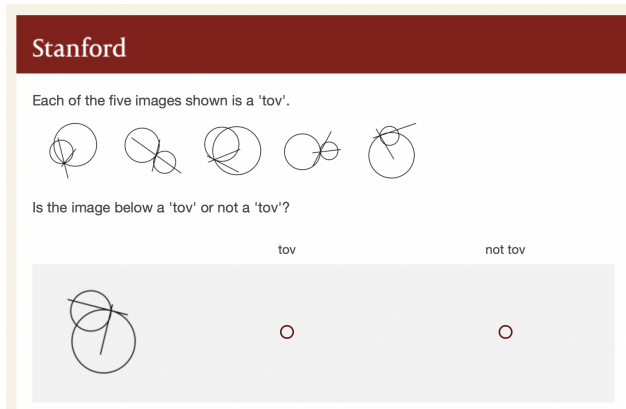 Stanford
Each of the five images shown is a 'tov'.
Is the image below a 'tov' or not a 'tov'?
tov not tov